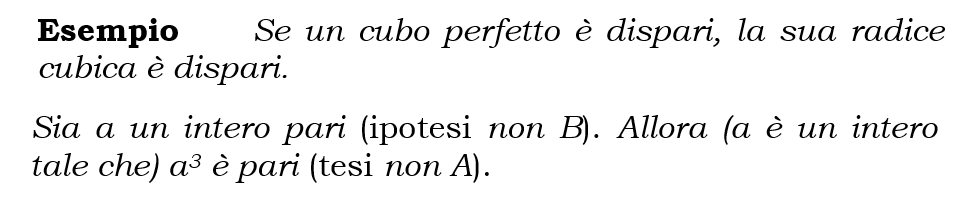 Esempio Se un cubo perfetto è dispari, la sua radice
cubica è dispari.
Sia a un intero pari (ipotesi non B). Allora (a è un intero
tale che) a³ è pari (tesi non A).